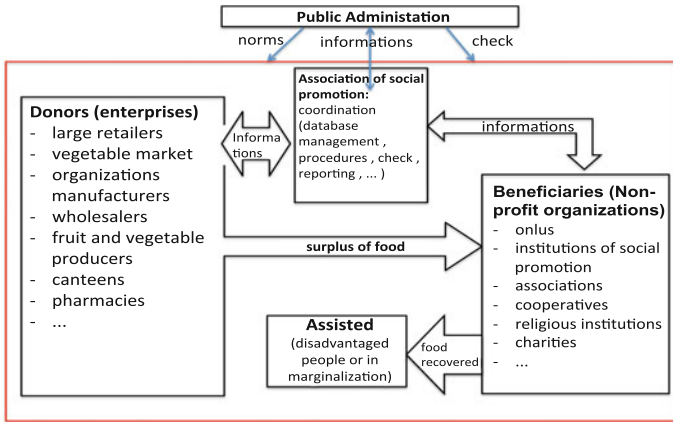 Public Administation
norms
informations
check
Association of social
promotion:
coordination
(database
management ,
procedures , check ,
reporting , ... )
Donors (enterprises)
- large retailers
- vegetable market
- organizations
manufacturers
- wholesalers
- fruit and vegetable
producers
- canteens
- pharmacies
- ...
Informa
tions
informations
Beneficiaries (Non-
profit organizations)
- onlus
- institutions of social
promotion
- associations
- cooperatives
- religious institutions
- charities
- ...
surplus of food
Assisted
(disadvantaged
people or in
marginalization)
food
recovered